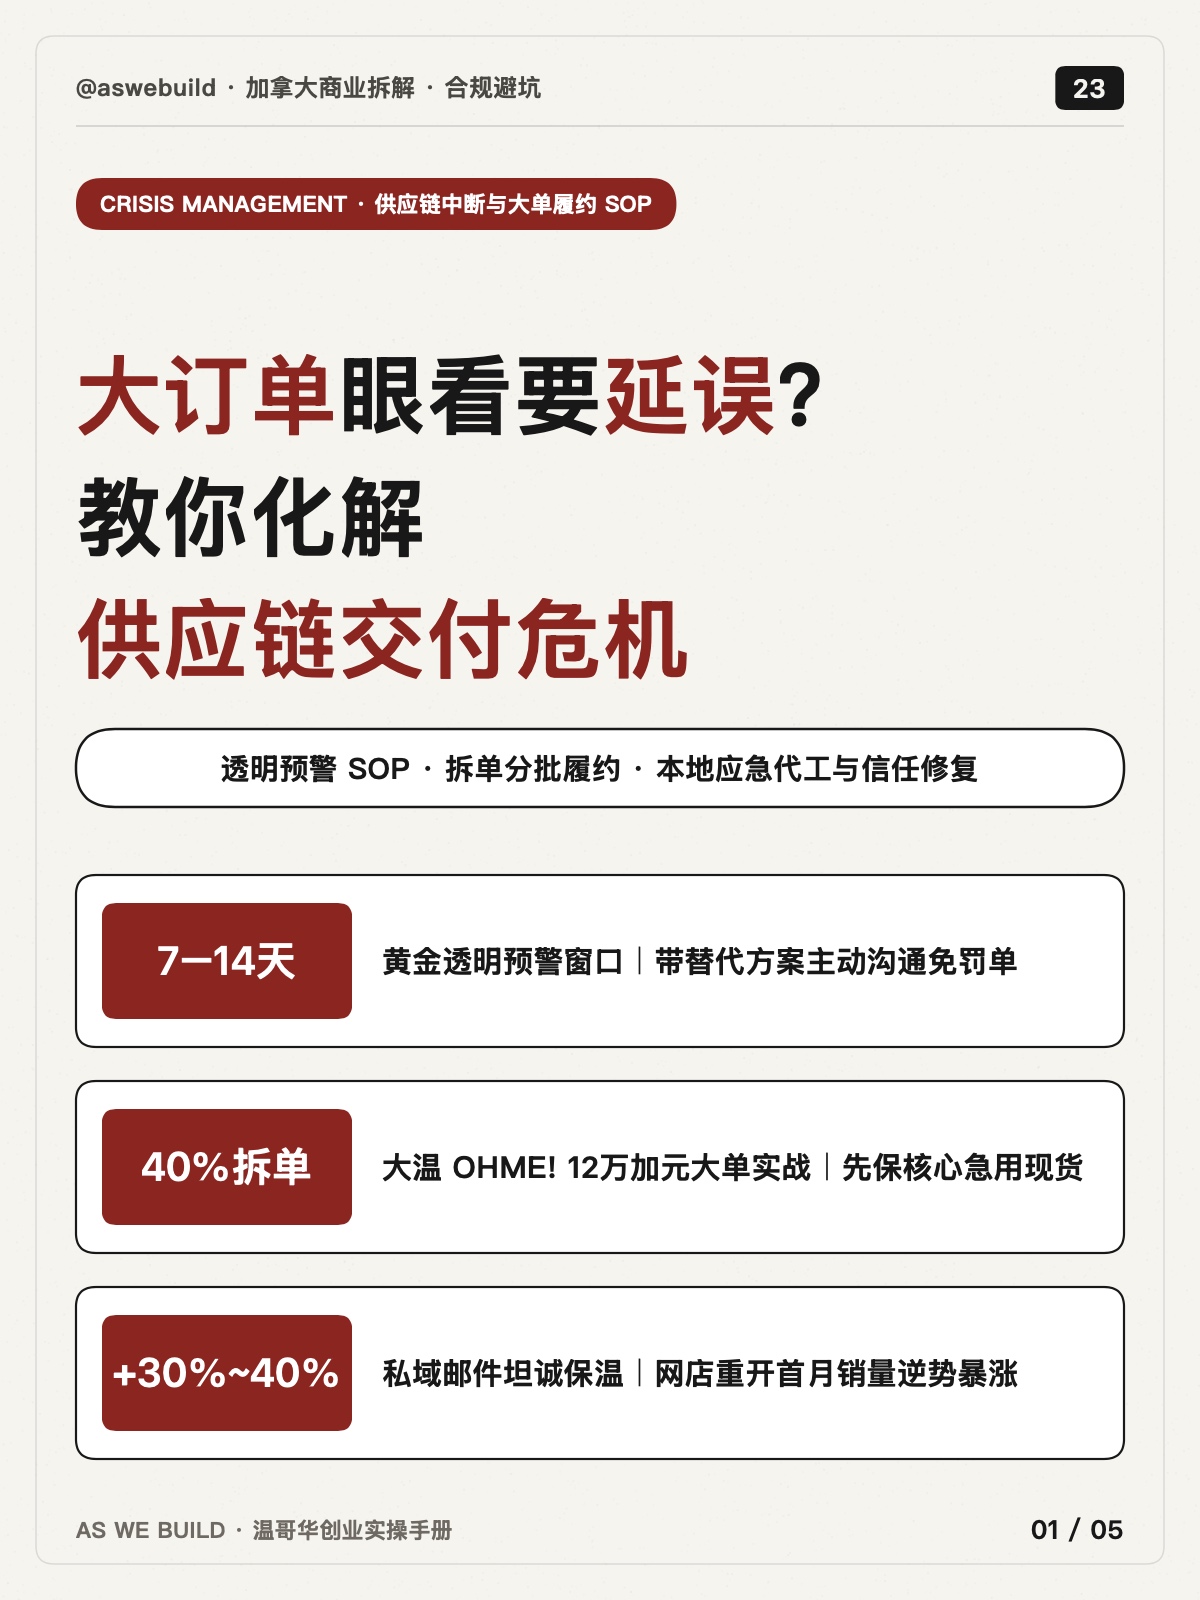 @aswebuild · 加拿大商业拆解 · 合规避坑
23
CRISIS MANAGEMENT · 供应链中断与大单履约 SOP
大订单眼看要延误?
教你化解
供应链交付危机
透明预警 SOP · 拆单分批履约 · 本地应急代工与信任修复
7—14天
黄金透明预警窗口｜带替代方案主动沟通免罚单
40%拆单
大温 OHME! 12万加元大单实战｜先保核心急用现货
+30%~40%
私域邮件坦诚保温｜网店重开首月销量逆势暴涨
AS WE BUILD · 温哥华创业实操手册
01 / 05